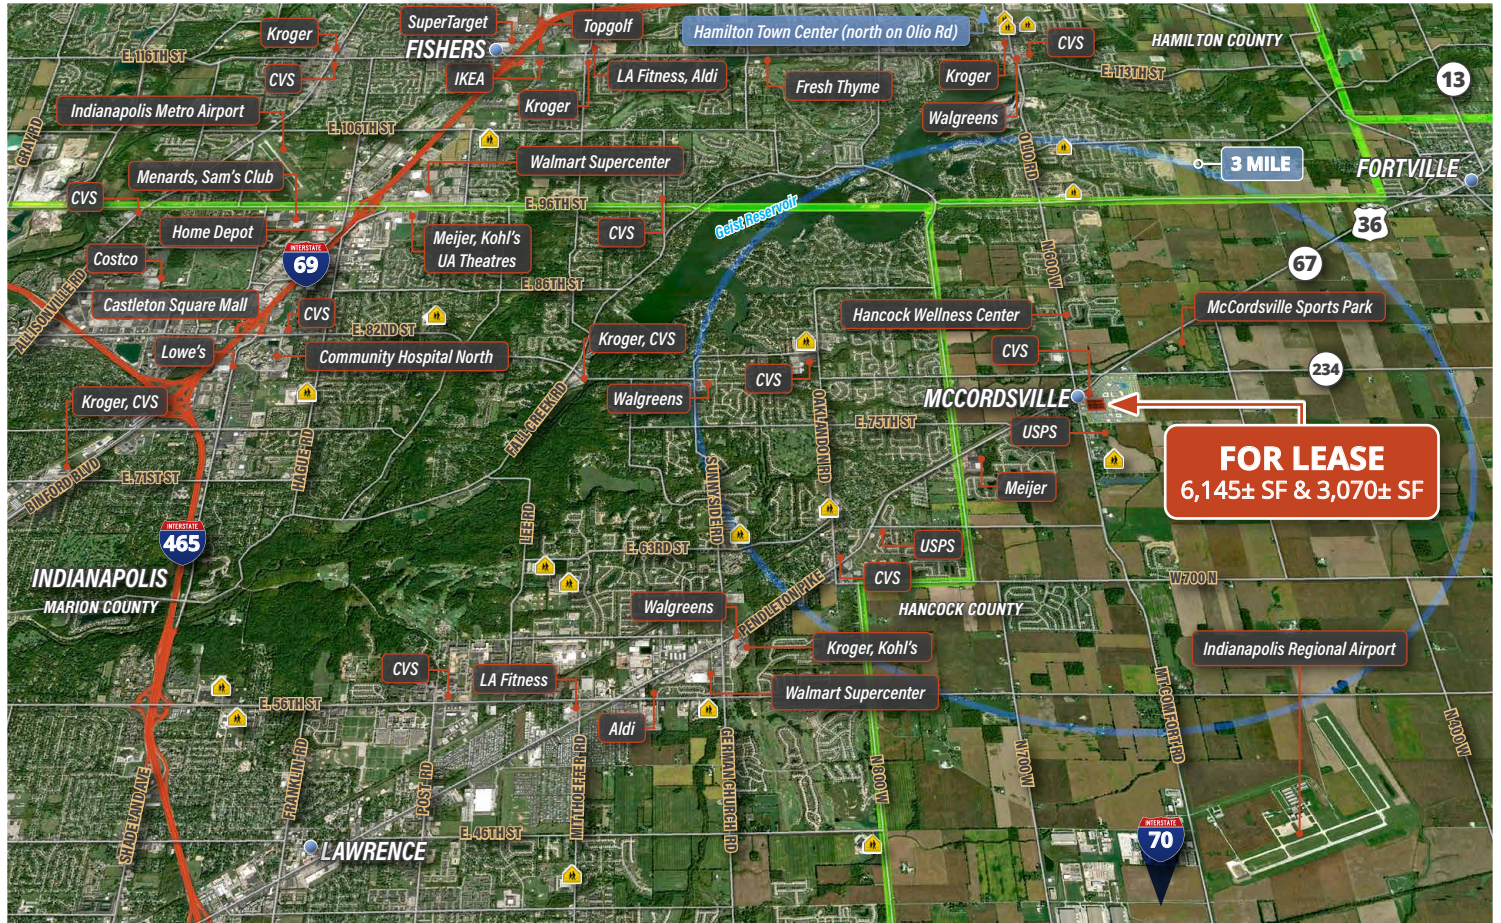 SuperTarget
Topgolf
Kroger
Hamilton Town Center (north on Olio Rd)
FISHERS
CVS
HAMILTON COUNTY
E. 116TH ST
CVS
IKEA
LA Fitness, Aldi
Fresh Thyme
Kroger
E. 113TH ST
13
Kroger
Indianapolis Metro Airport
Walgreens
E. 106TH ST
GRAY RD
OLIO RD
Walmart Supercenter
3 MILE
FORTVILLE
Menards, Sam's Club
CVS
E. 96TH ST
Geist Reservoir
36
Home Depot
CVS
Meijer, Kohl's
UA Theatres
INTERSTATE
69
Costco
N 600 W
67
E. 86TH ST
ALLISONVILLE RD
Castleton Square Mall
CVS
Hancock Wellness Center
McCordsville Sports Park
E. 82ND ST
Kroger, CVS
Lowe's
Community Hospital North
CVS
234
CVS
Walgreens
Kroger, CVS
MCCORDSVILLE
FALL CREEK RD
OAKLANDON RD
E. 75TH ST
USPS
FOR LEASE
6,145± SF & 3,070± SF
HAGUE RD
BINFORD BLVD
E. 71ST ST
Meijer
SUNNYSIDE RD
LEE RD
INTERSTATE
465
E. 63RD ST
USPS
INDIANAPOLIS
CVS
W 700 N
MARION COUNTY
Walgreens
PENDLETON PIKE
HANCOCK COUNTY
Kroger, Kohl's
Indianapolis Regional Airport
CVS
LA Fitness
Walmart Supercenter
E. 56TH ST
Aldi
MT COMFORT RD
N 400 W
SHADELAND AVE
FRANKLIN RD
POST RD
MITTHOEFER RD
GERMAN CHURCH RD
N 800 W
N 700 W
E. 46TH ST
LAWRENCE
INTERSTATE
70